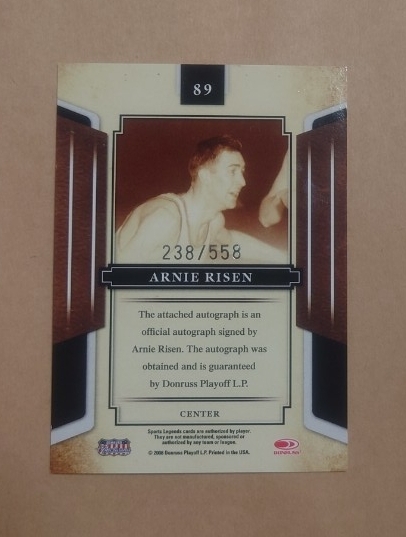 89
238/558
ARNIE RISEN
The attached autograph is an
official autograph signed by
Arnie Risen. The autograph was
obtained and is guaranteed
by Donruss Playoff L.P.
CENTER
Sports Legends cards are authorized by player.
They are not manufactured, sponsored or
authorized by any team or league.
© 2008 Donruss Playoff L.P. Printed in the USA.
DONRUSS